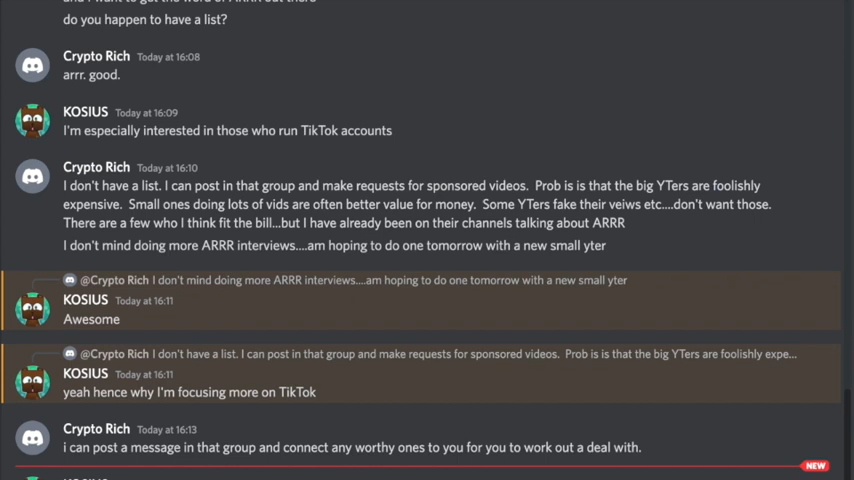 do you happen to have a list?
Crypto Rich Today at 16:08
arrr. good.
KOSIUS Today at 16:09
I'm especially interested in those who run TikTok accounts
Crypto Rich Today at 16:10
I don't have a list. I can post in that group and make requests for sponsored videos. Prob is is that the big YTers are foolishly
expensive. Small ones doing lots of vids are often better value for money. Some YTers fake their veiws etc....don't want those.
There are a few who I think fit the bill...but I have already been on their channels talking about ARRR
I don't mind doing more ARRR interviews....am hoping to do one tomorrow with a new small yter
@Crypto Rich I don't mind doing more ARRR interviews....am hoping to do one tomorrow with a new small yter
KOSIUS Today at 16:11
Awesome
@Crypto Rich I don't have a list. I can post in that group and make requests for sponsored videos. Prob is is that the big YTers are foolishly expe...
KOSIUS Today at 16:11
yeah hence why I'm focusing more on TikTok
Crypto Rich Today at 16:13
i can post a message in that group and connect any worthy ones to you for you to work out a deal with.
NEW